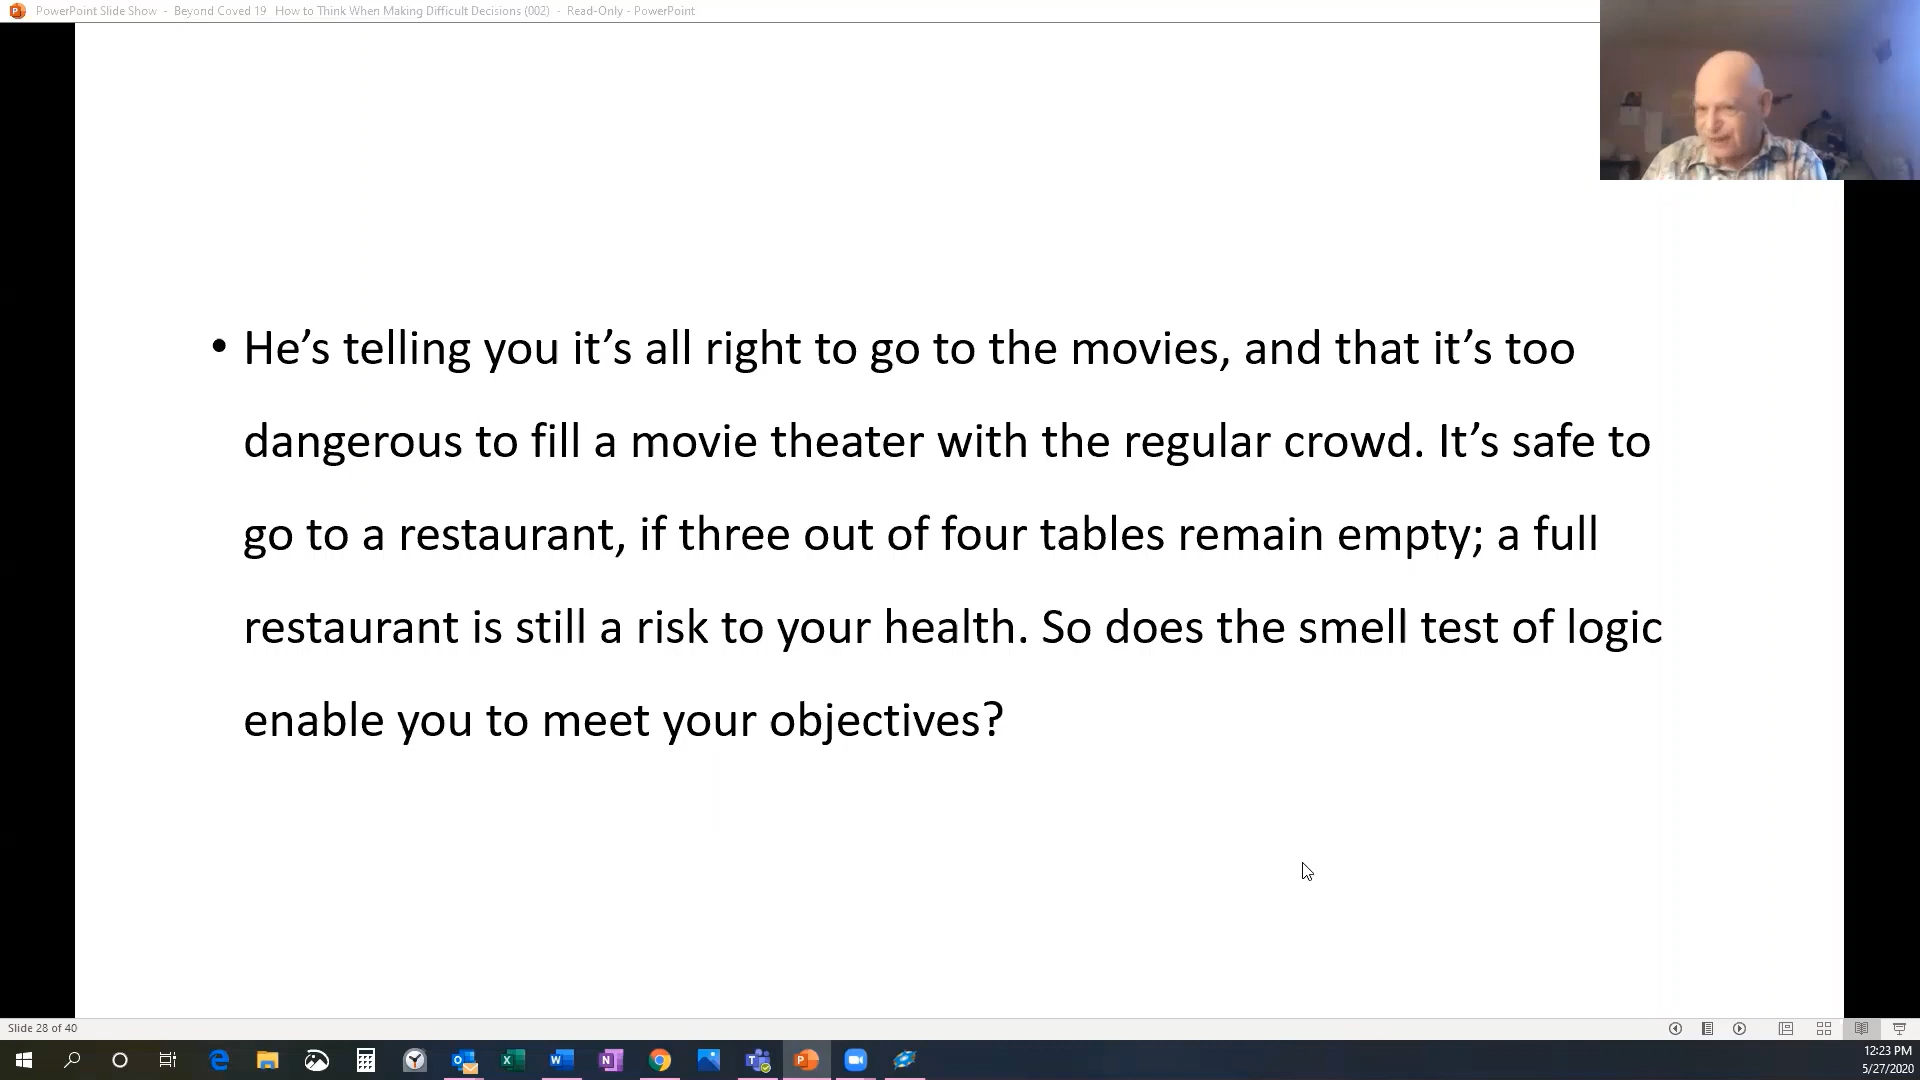 PowerPoint Slide Show - Beyond Coved 19 How to Think When Making Difficult Decisions (002) - Read-Only - PowerPoint
• He’s telling you it’s all right to go to the movies, and that it’s too
dangerous to fill a movie theater with the regular crowd. It’s safe to
go to a restaurant, if three out of four tables remain empty; a full
restaurant is still a risk to your health. So does the smell test of logic
enable you to meet your objectives?
Slide 28 of 40
12:23 PM
5/27/2020